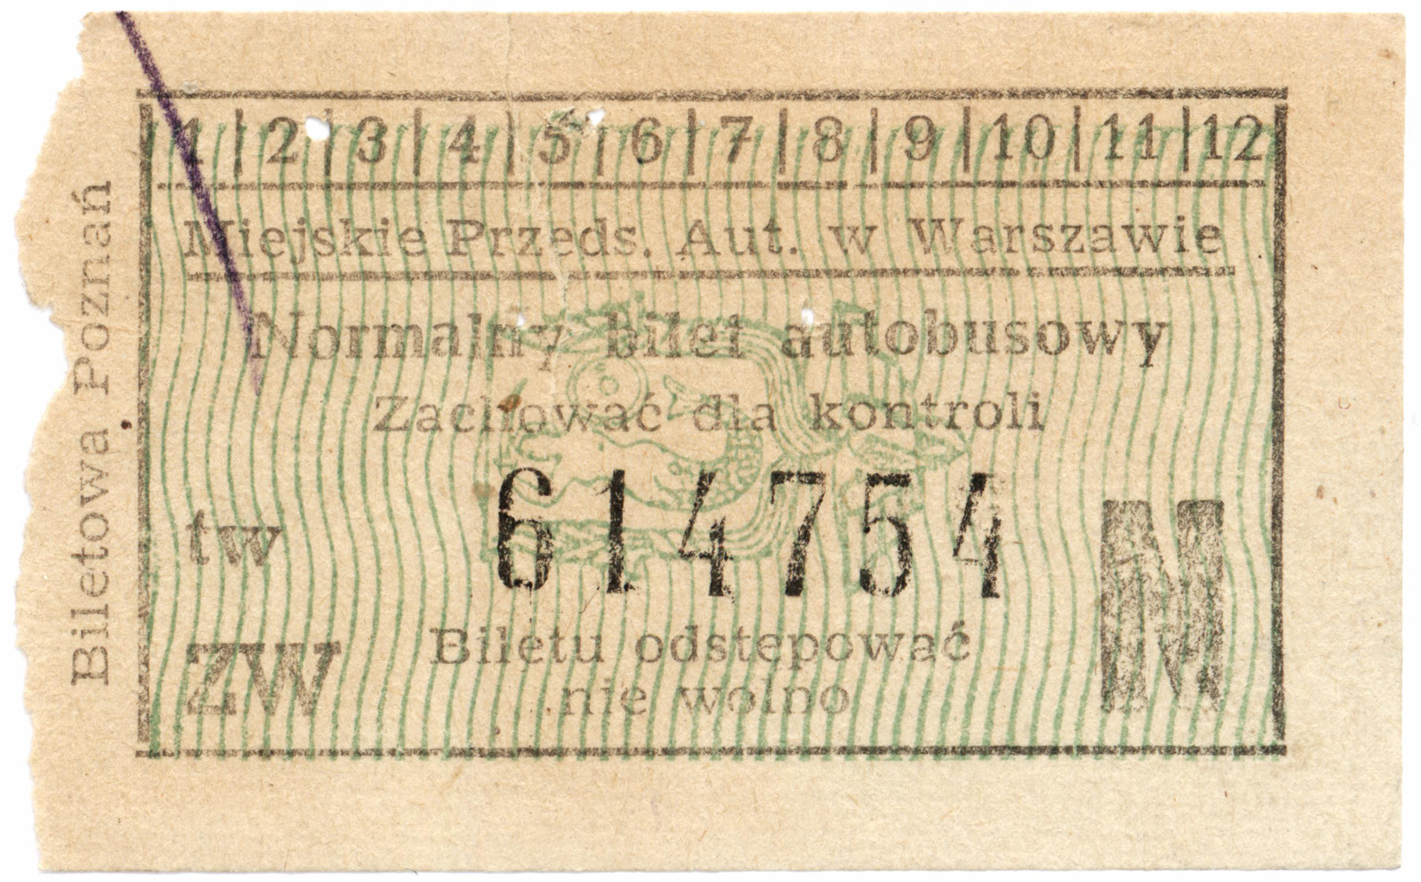 1|2|3|4|5|6|7|8|9|10|11|12
Miejskie Przeds. Aut. w Warszawie
Normalny bilet autobusowy
Zachować dla kontroli
tw
614754
ZW
N
Biletu odstępować
nie wolno
Biletowa Poznań